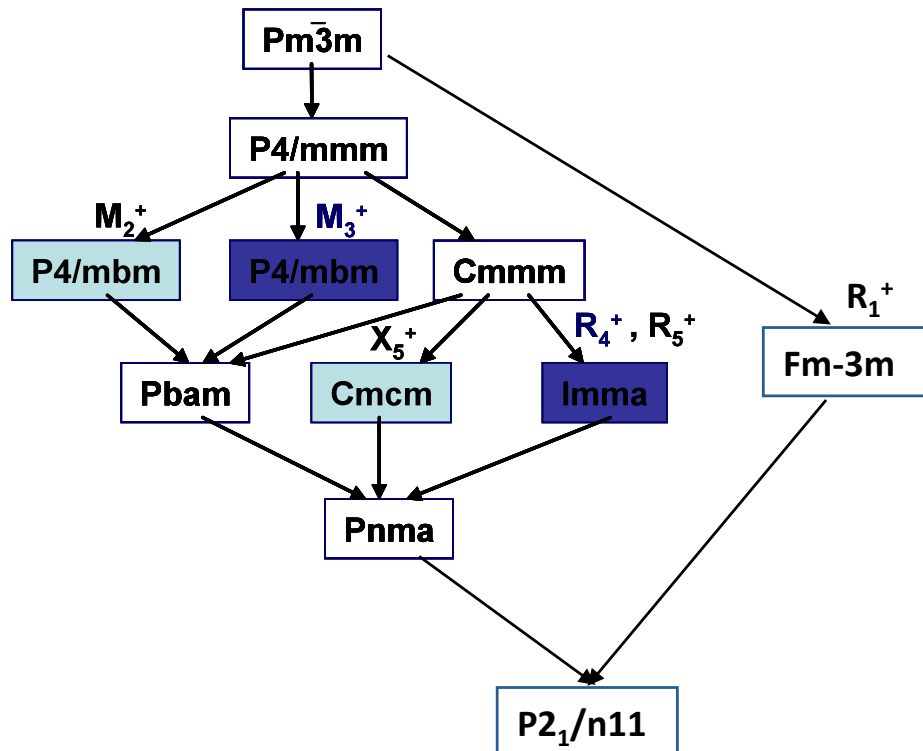 Pm3̄m
P4/mmm
M₂⁺ M₃⁺
P4/mbm P4/mbm Cmmm
X₅⁺ R₄⁺ , R₅⁺ R₁⁺
Pbam Cmcm Imma Fm-3m
Pnma
P2₁/n11